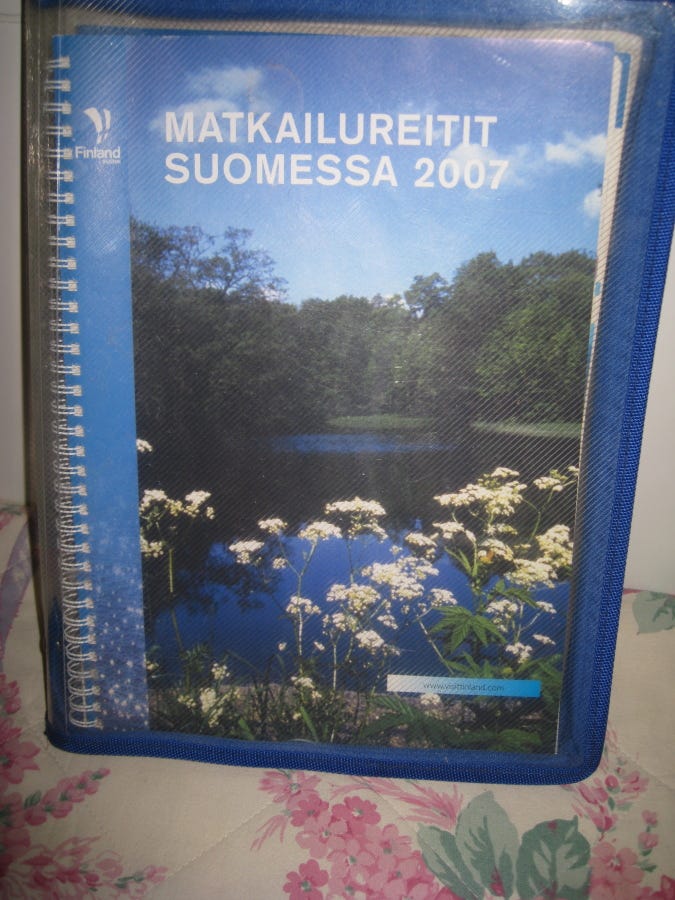 MATKAILUREITIT
SUOMESSA 2007
Finland
www.visitfinland.com